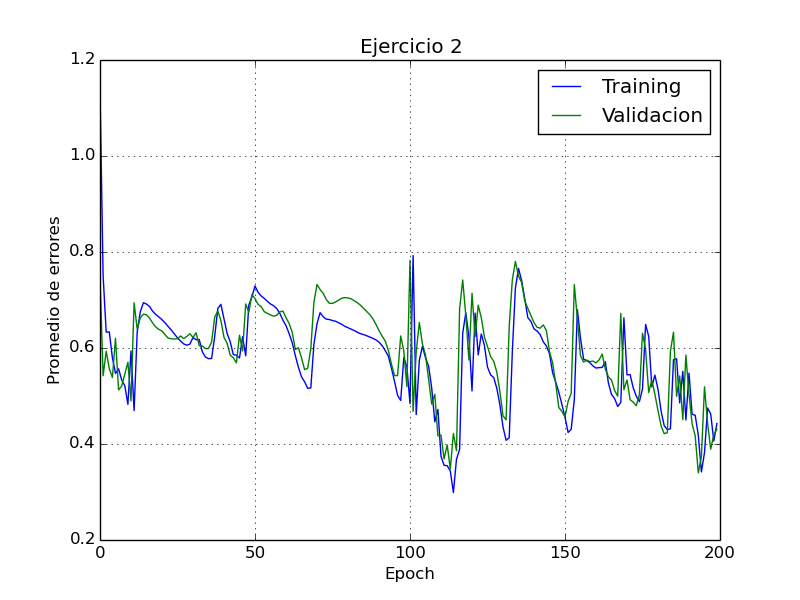 Ejercicio 2
1.2
1.0
0.8
0.6
0.4
0.2
Promedio de errores
Training
Validacion
0 50 100 150 200
Epoch